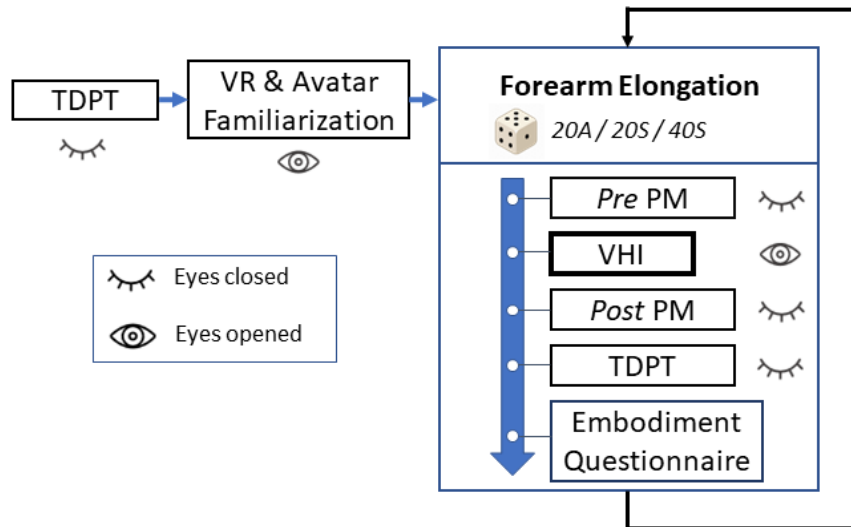 TDPT
VR & Avatar
Familiarization
Forearm Elongation
20A / 20S / 40S
Pre PM
VHI
Post PM
TDPT
Embodiment
Questionnaire
Eyes closed
Eyes opened